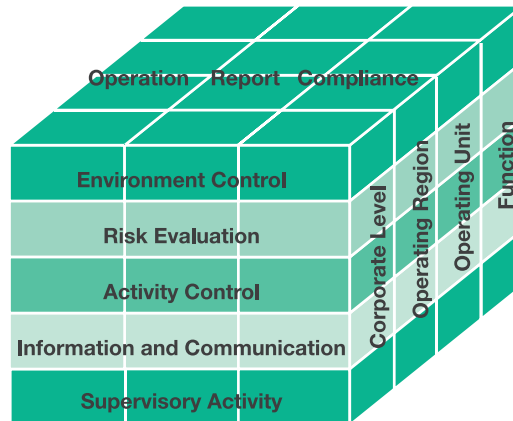 Operation Report Compliance
Environment Control
Risk Evaluation
Activity Control
Information and Communication
Supervisory Activity
Corporate Level
Operating Region
Operating Unit
Function